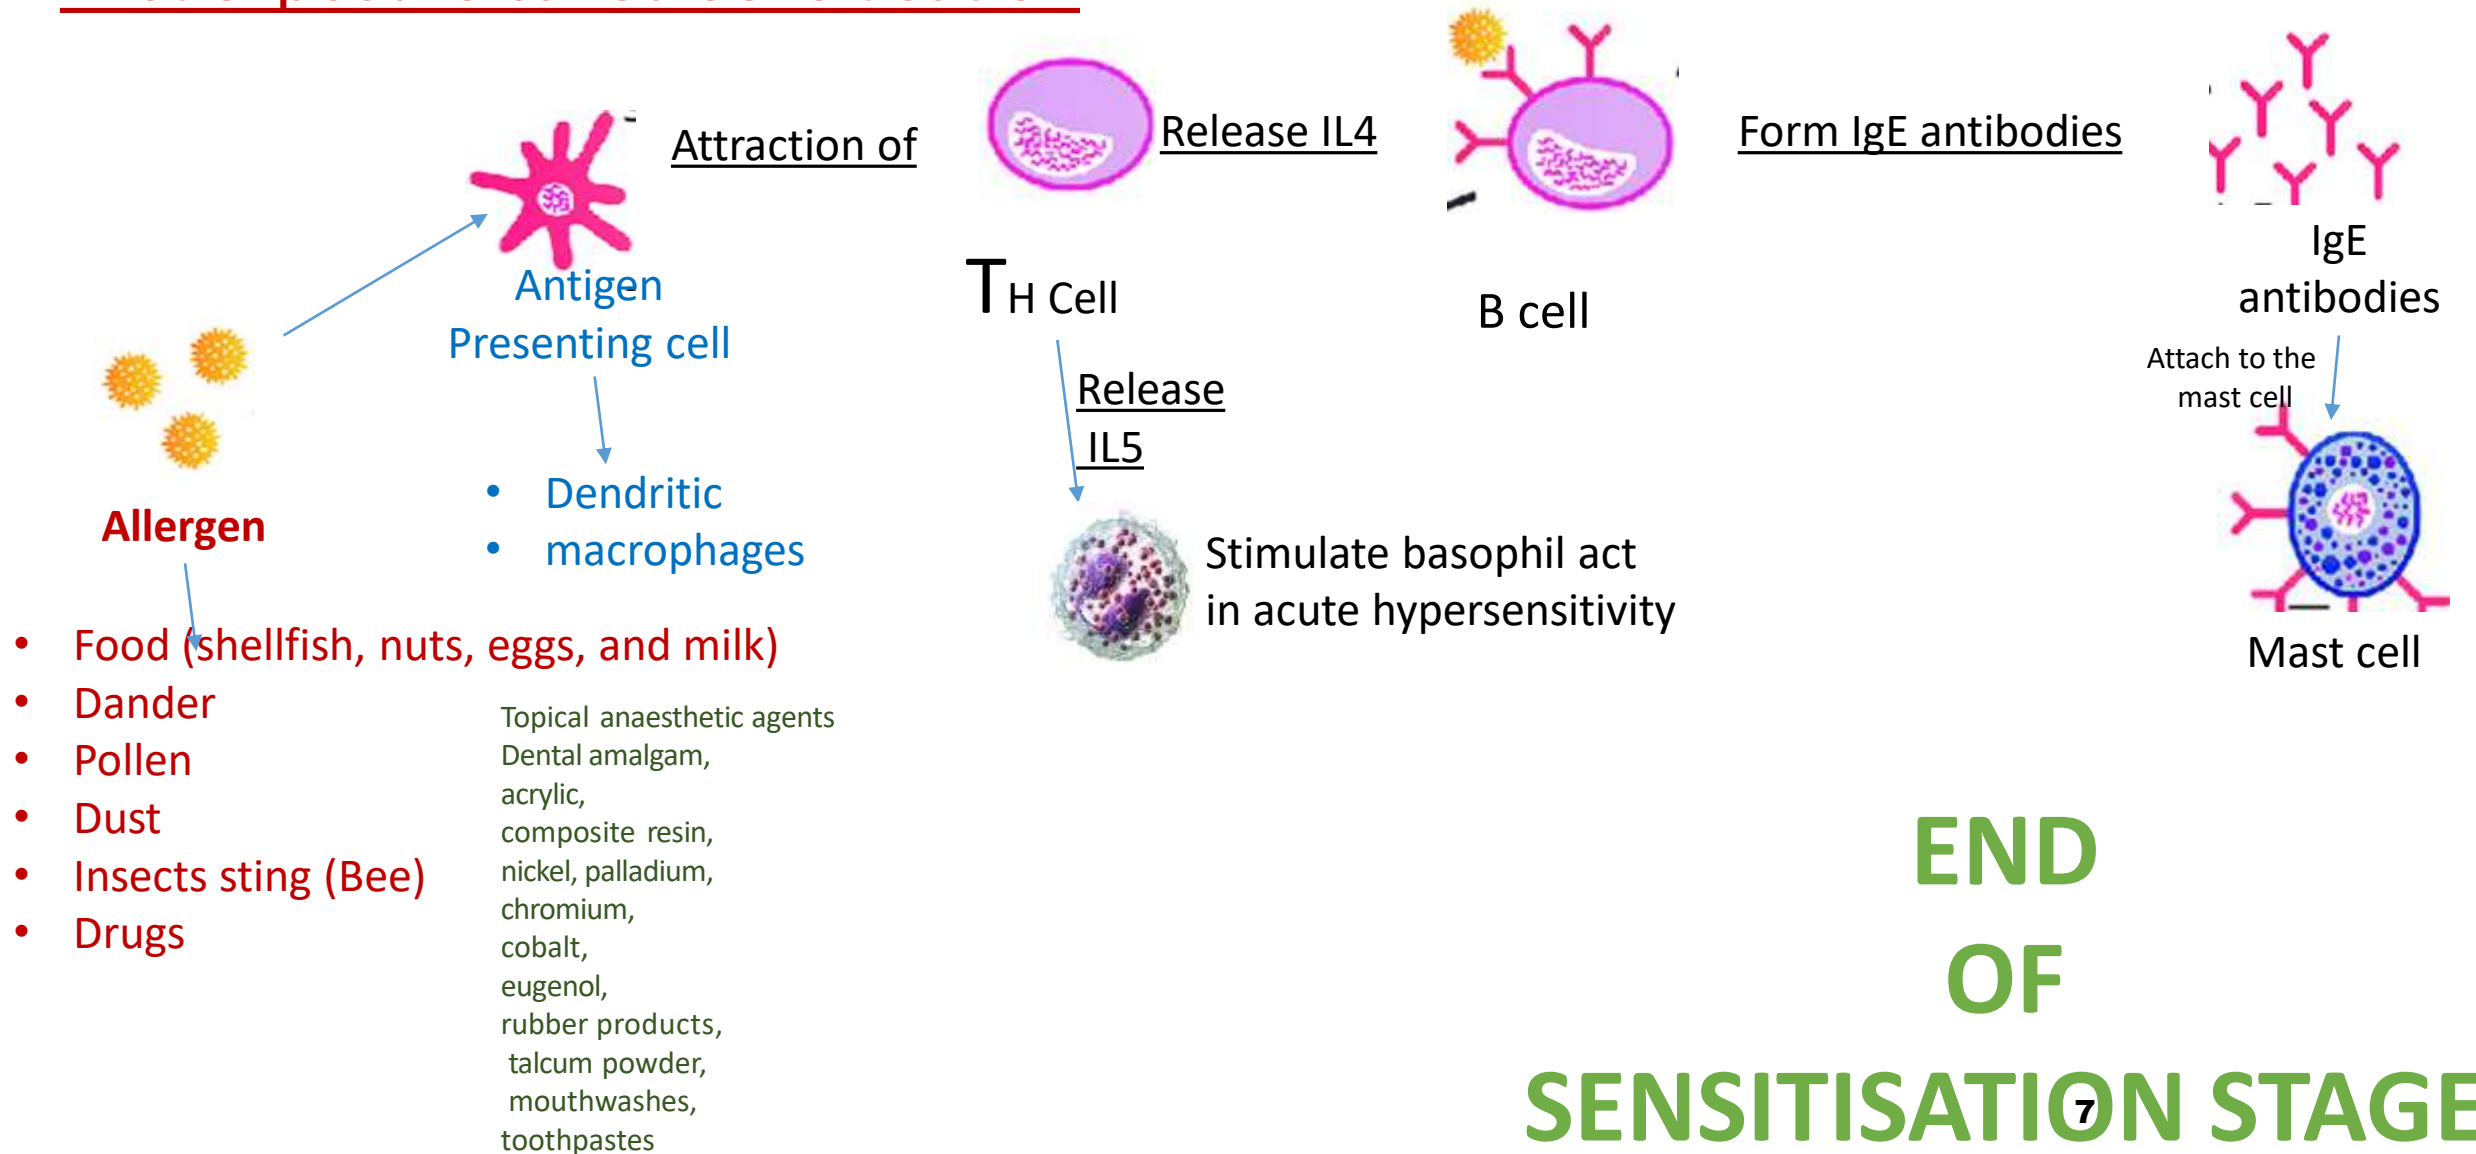 Attraction of
Release IL4
Form IgE antibodies
Antigen
Presenting cell
• Dendritic
• macrophages
TH Cell
Release
IL5
Stimulate basophil act
in acute hypersensitivity
B cell
IgE
antibodies
Attach to the
mast cell
Mast cell
Allergen
• Food (shellfish, nuts, eggs, and milk)
• Dander
• Pollen
• Dust
• Insects sting (Bee)
• Drugs
Topical anaesthetic agents
Dental amalgam,
acrylic,
composite resin,
nickel, palladium,
chromium,
cobalt,
eugenol,
rubber products,
talcum powder,
mouthwashes,
toothpastes
END
OF
SENSITISATION STAGE
7